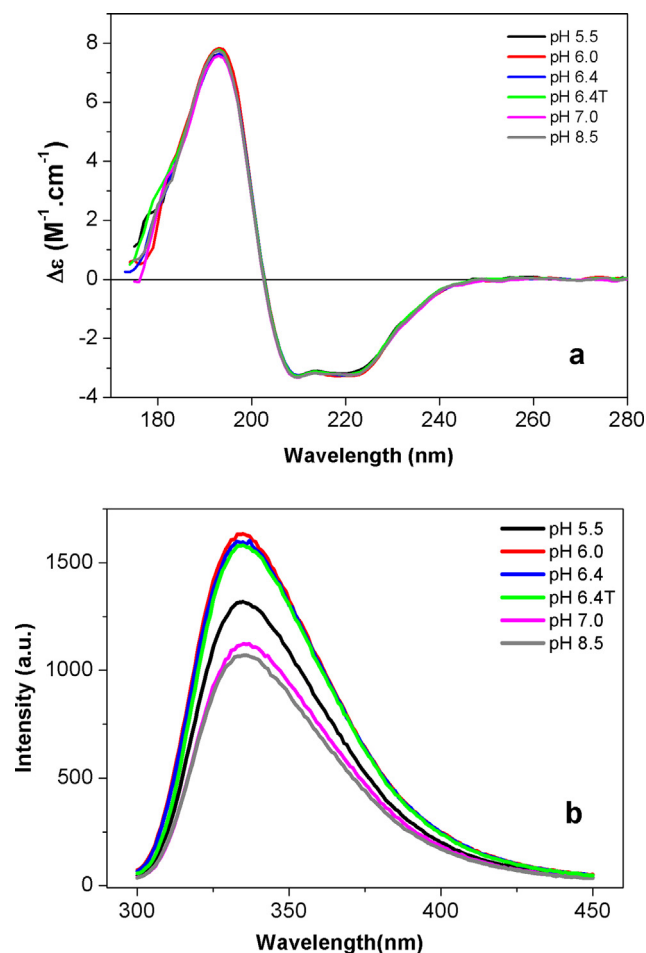 8
6
4
2
0
-2
-4
Δε (M⁻¹.cm⁻¹)
pH 5.5
pH 6.0
pH 6.4
pH 6.4T
pH 7.0
pH 8.5
a
180 200 220 240 260 280
Wavelength (nm)
1500
1000
500
0
Intensity (a.u.)
pH 5.5
pH 6.0
pH 6.4
pH 6.4T
pH 7.0
pH 8.5
b
300 350 400 450
Wavelength(nm)